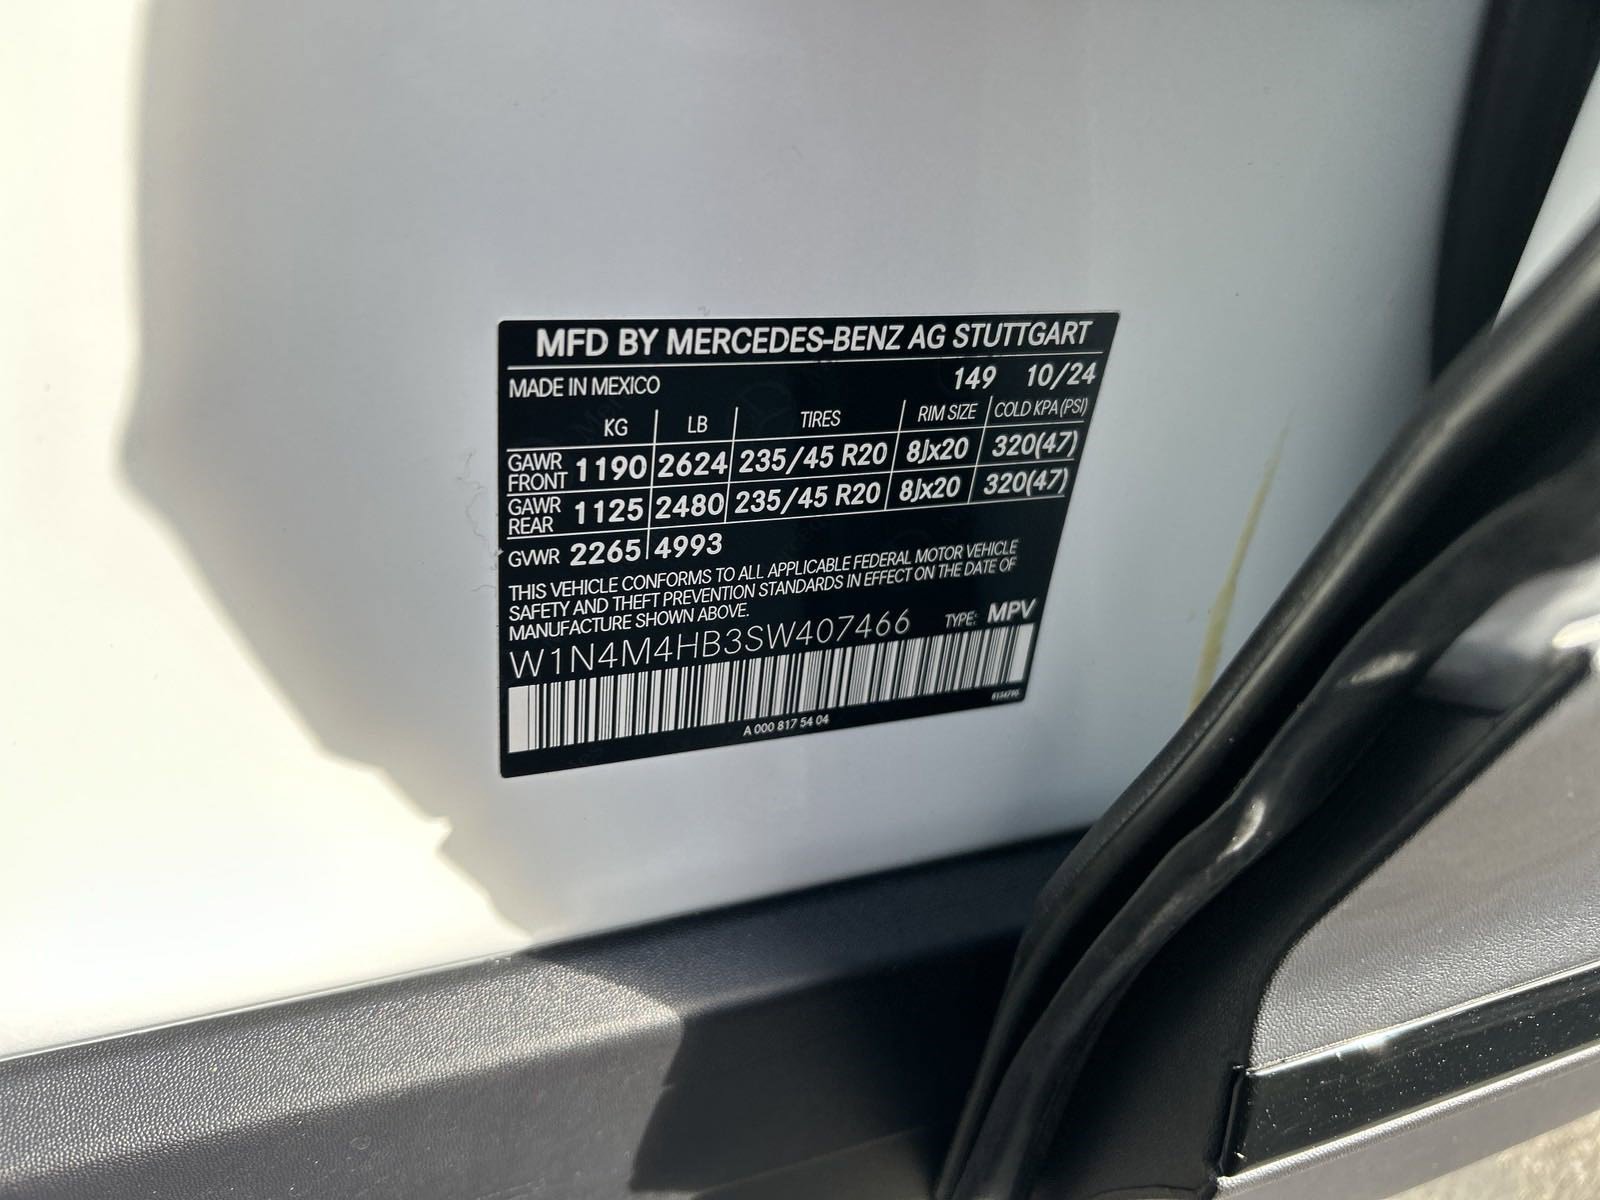 MFD BY MERCEDES-BENZ AG STUTTGART
MADE IN MEXICO 149 10/24
KG LB TIRES RIM SIZE COLD KPA (PSI)
GAWR FRONT 1190 2624 235/45 R20 8Jx20 320(47)
GAWR REAR 1125 2480 235/45 R20 8Jx20 320(47)
GVWR 2265 4993
THIS VEHICLE CONFORMS TO ALL APPLICABLE FEDERAL MOTOR VEHICLE
SAFETY AND THEFT PREVENTION STANDARDS IN EFFECT ON THE DATE OF
MANUFACTURE SHOWN ABOVE.
W1N4M4HB3SW407466 TYPE: MPV
A 000 817 54 04